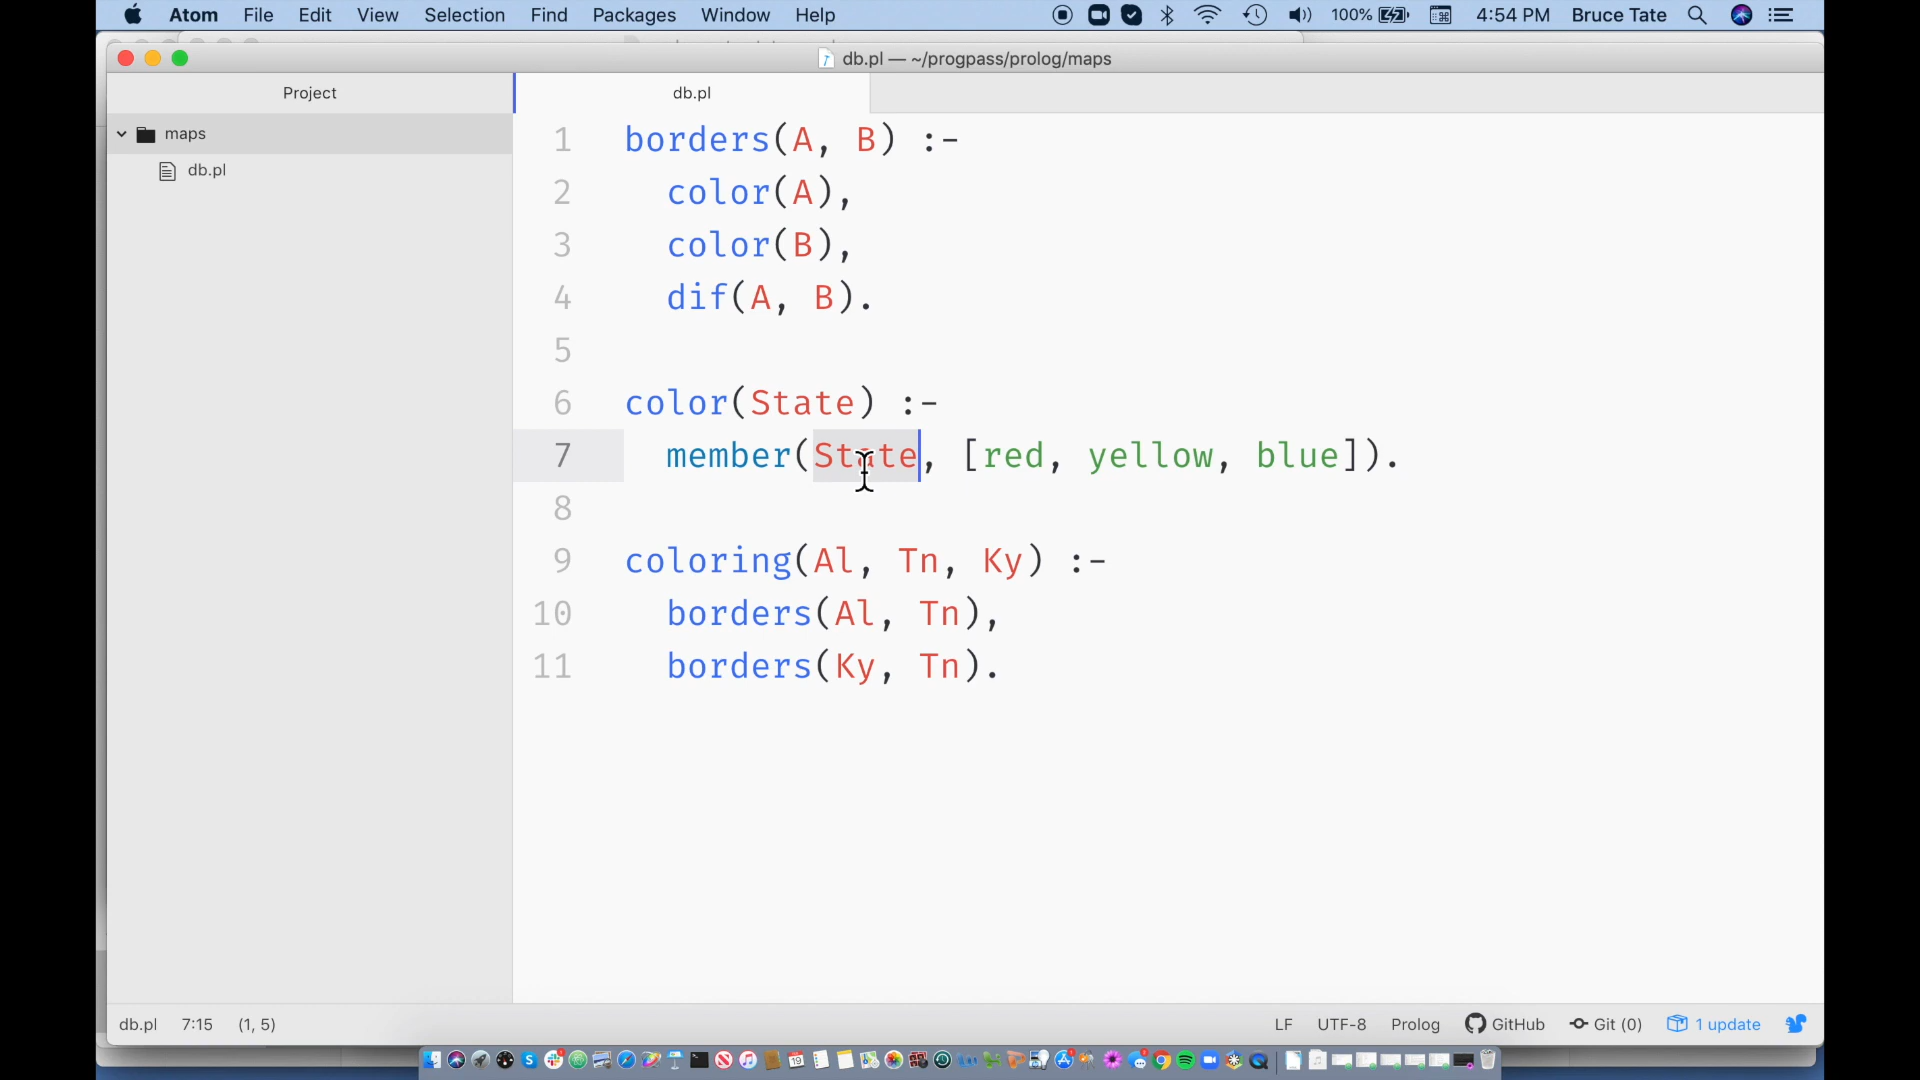 Atom File Edit View Selection Find Packages Window Help 100% 4:54 PM Bruce Tate
db.pl — ~/progpass/prolog/maps
Project
db.pl
maps
db.pl
1 borders(A, B) :-
2 color(A),
3 color(B),
4 dif(A, B).
5
6 color(State) :-
7 member(State, [red, yellow, blue]).
8
9 coloring(Al, Tn, Ky) :-
10 borders(Al, Tn),
11 borders(Ky, Tn).
db.pl 7:15 (1, 5) LF UTF-8 Prolog GitHub Git (0) 1 update